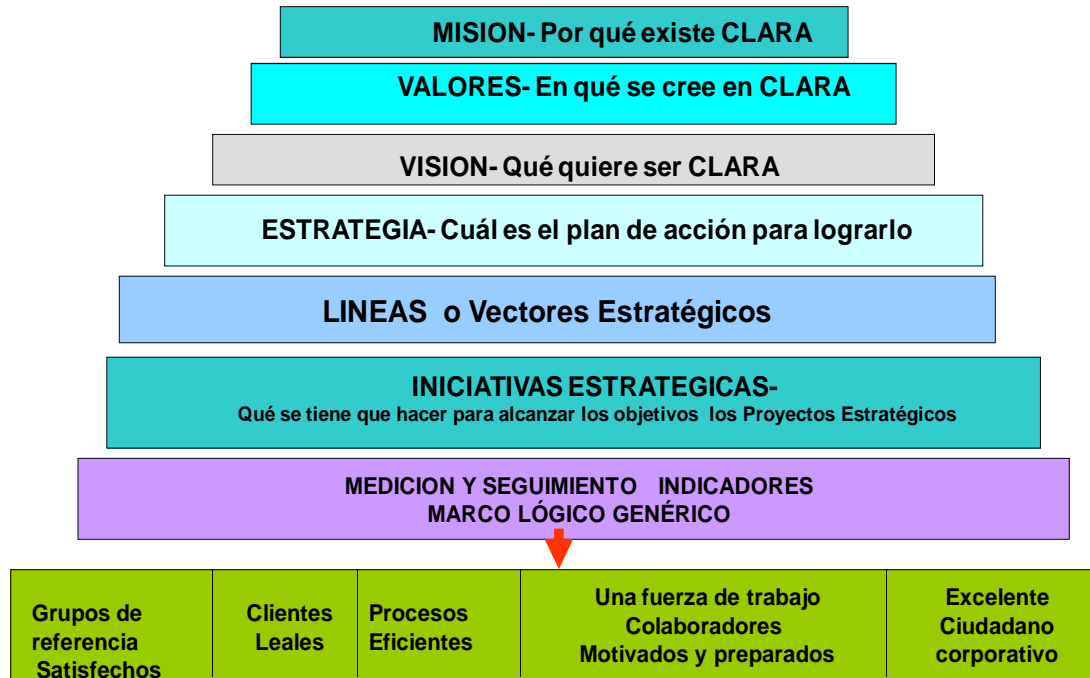 MISION- Por qué existe CLARA
VALORES- En qué se cree en CLARA
VISION- Qué quiere ser CLARA
ESTRATEGIA- Cuál es el plan de acción para lograrlo
LINEAS o Vectores Estratégicos
INICIATIVAS ESTRATEGICAS-
Qué se tiene que hacer para alcanzar los objetivos los Proyectos Estratégicos
MEDICION Y SEGUIMIENTO INDICADORES
MARCO LÓGICO GENÉRICO
Grupos de
referencia
Satisfechos
Clientes
Leales
Procesos
Eficientes
Una fuerza de trabajo
Colaboradores
Motivados y preparados
Excelente
Ciudadano
corporativo